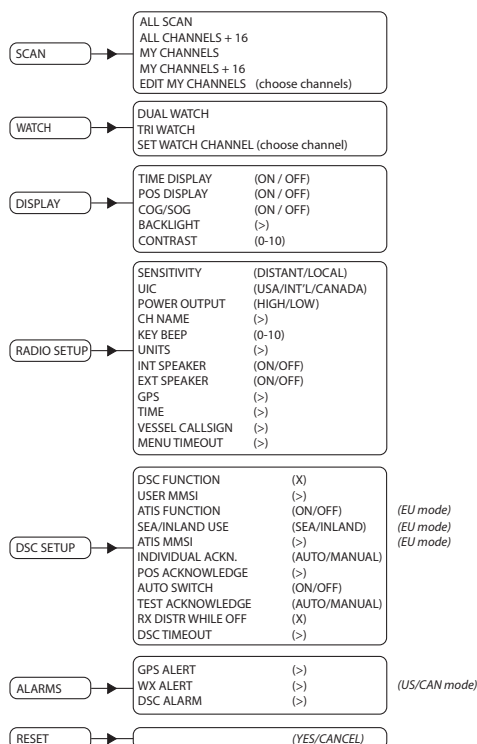 SCAN
ALL SCAN
ALL CHANNELS + 16
MY CHANNELS
MY CHANNELS + 16
EDIT MY CHANNELS (choose channels)
WATCH
DUAL WATCH
TRI WATCH
SET WATCH CHANNEL (choose channel)
DISPLAY
TIME DISPLAY (ON / OFF)
POS DISPLAY (ON / OFF)
COG/SOG (ON / OFF)
BACKLIGHT (>)
CONTRAST (0-10)
RADIO SETUP
SENSITIVITY (DISTANT/LOCAL)
UIC (USA/INT'L/CANADA)
POWER OUTPUT (HIGH/LOW)
CH NAME (>)
KEY BEEP (0-10)
UNITS (>)
INT SPEAKER (ON/OFF)
EXT SPEAKER (ON/OFF)
GPS (>)
TIME (>)
VESSEL CALLSIGN (>)
MENU TIMEOUT (>)
DSC SETUP
DSC FUNCTION (X)
USER MMSI (>)
ATIS FUNCTION (ON/OFF) (EU mode)
SEA/INLAND USE (SEA/INLAND) (EU mode)
ATIS MMSI (>) (EU mode)
INDIVIDUAL ACKN. (AUTO/MANUAL)
POS ACKNOWLEDGE (>)
AUTO SWITCH (ON/OFF)
TEST ACKNOWLEDGE (AUTO/MANUAL)
RX DISTR WHILE OFF (X)
DSC TIMEOUT (>)
ALARMS
GPS ALERT (>)
WX ALERT (>) (US/CAN mode)
DSC ALARM (>)
RESET (YES/CANCEL)